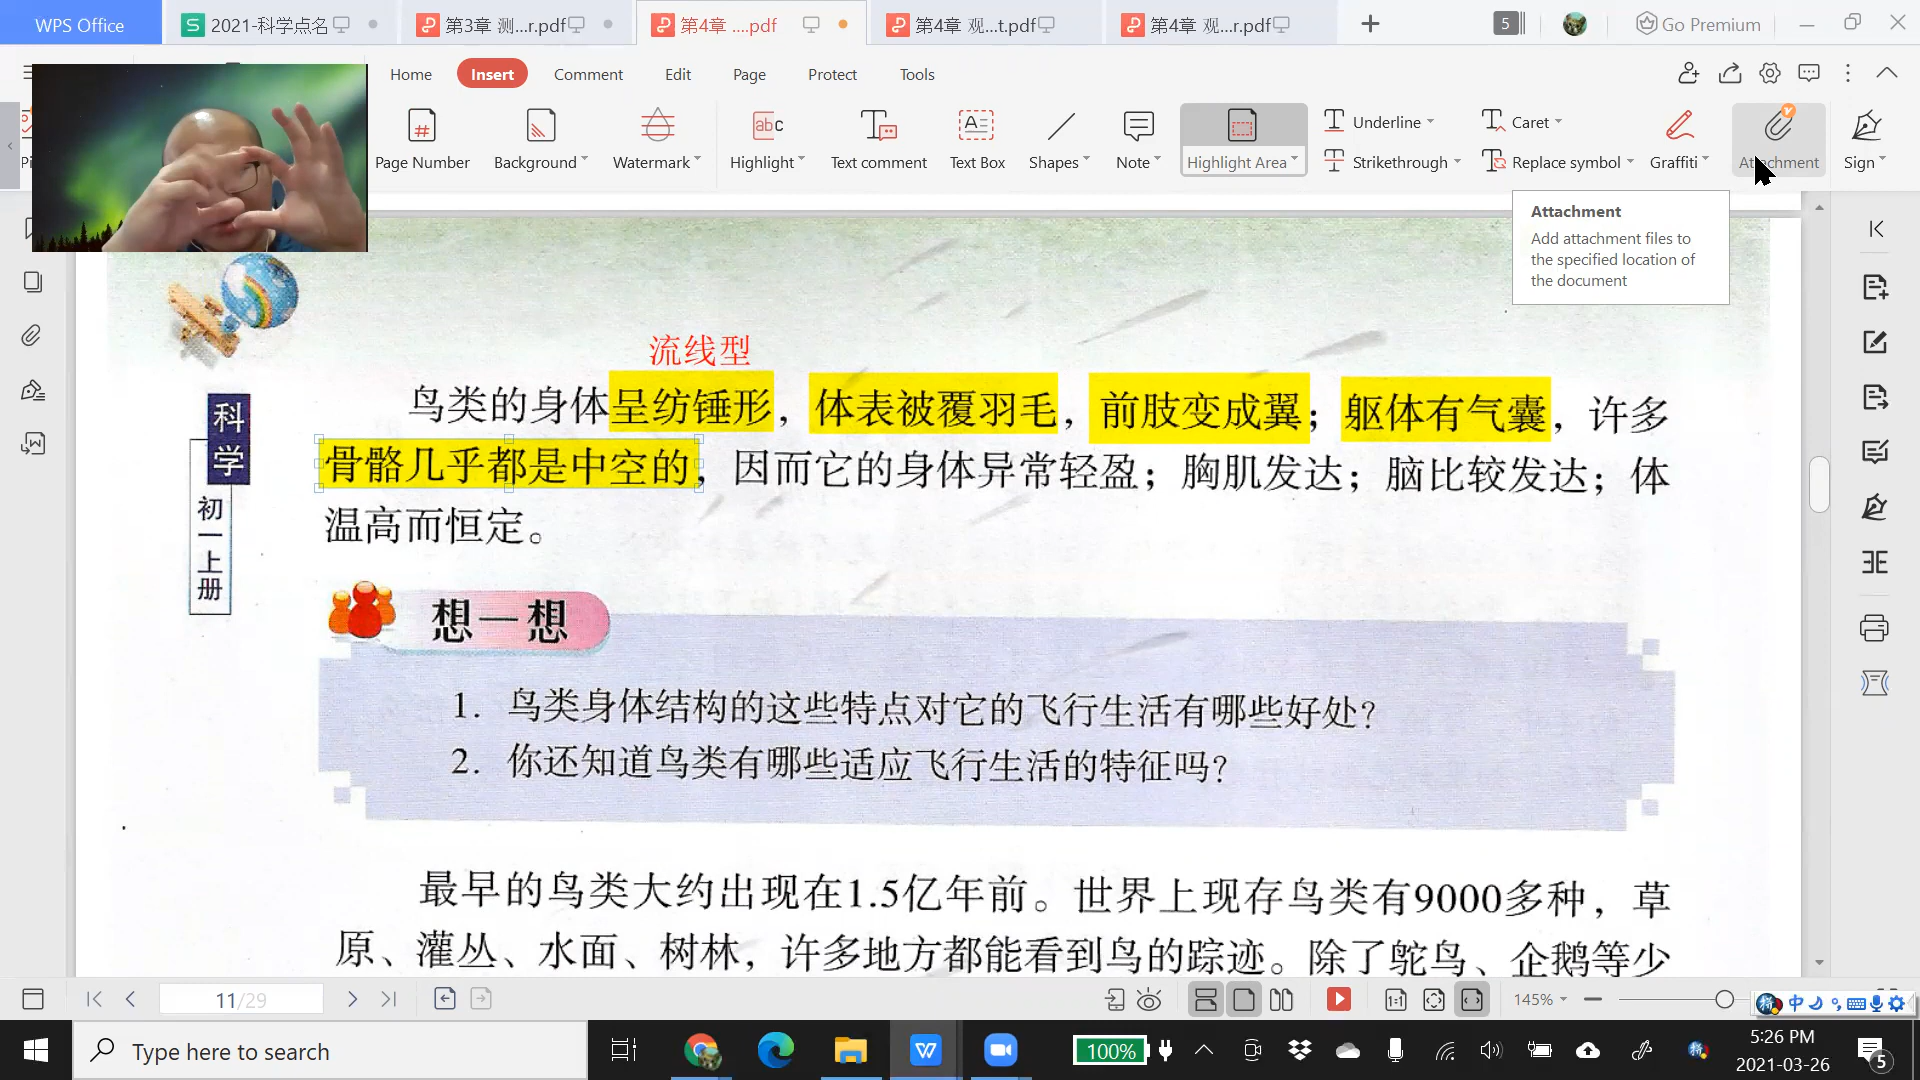 WPS Office
2021-科学点名
第3章 测...r.pdf
第4章 ....pdf
第4章 观...t.pdf
第4章 观...r.pdf
5
Go Premium
Home
Insert
Comment
Edit
Page
Protect
Tools
Page Number
Background
Watermark
Highlight
Text comment
Text Box
Shapes
Note
Highlight Area
Underline
Strikethrough
Caret
Replace symbol
Graffiti
Attachment
Sign
Attachment
Add attachment files to
the specified location of
the document
流线型
鸟类的身体呈纺锤形，体表被覆羽毛，前肢变成翼；躯体有气囊，许多
骨骼几乎都是中空的，因而它的身体异常轻盈；胸肌发达；脑比较发达；体
温高而恒定。
科学
初一上册
想一想
1. 鸟类身体结构的这些特点对它的飞行生活有哪些好处？
2. 你还知道鸟类有哪些适应飞行生活的特征吗？
最早的鸟类大约出现在1.5亿年前。世界上现存鸟类有9000多种，草
原、灌丛、水面、树林，许多地方都能看到鸟的踪迹。除了鸵鸟、企鹅等少
11/29
145%
中
Type here to search
100%
5:26 PM
2021-03-26
5